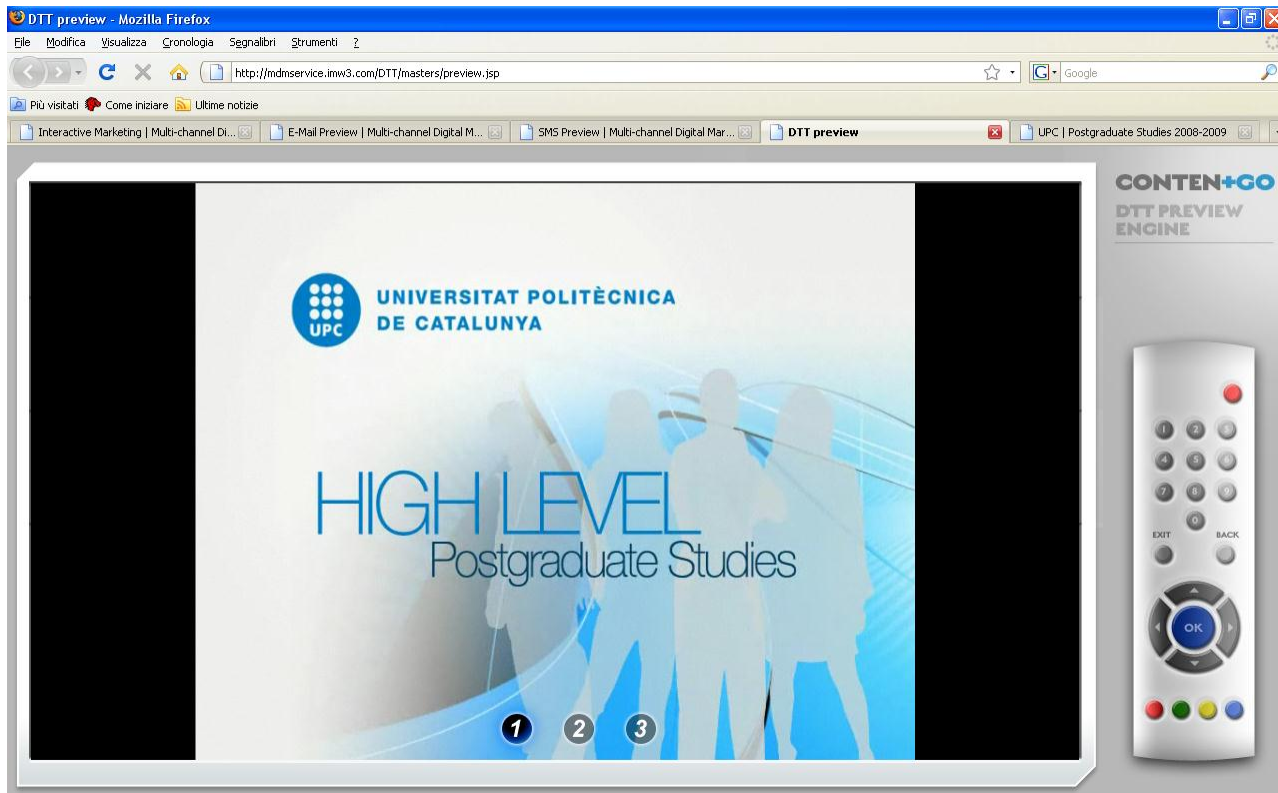 DTT preview - Mozilla Firefox
File Modifica Visualizza Cronologia Segnalibri Strumenti ?
http://mdmservice.imw3.com/DTT/masters/preview.jsp
G Google
Più visitati Come iniziare Ultime notizie
Interactive Marketing | Multi-channel Di... E-Mail Preview | Multi-channel Digital M... SMS Preview | Multi-channel Digital Mar... DTT preview UPC | Postgraduate Studies 2008-2009
CONTEN+GO
DTT PREVIEW
ENGINE
UNIVERSITAT POLITÈCNICA
DE CATALUNYA
UPC
HIGH LEVEL
Postgraduate Studies
1 2 3
1 2 3
4 5 6
7 8 9
0
EXIT BACK
OK